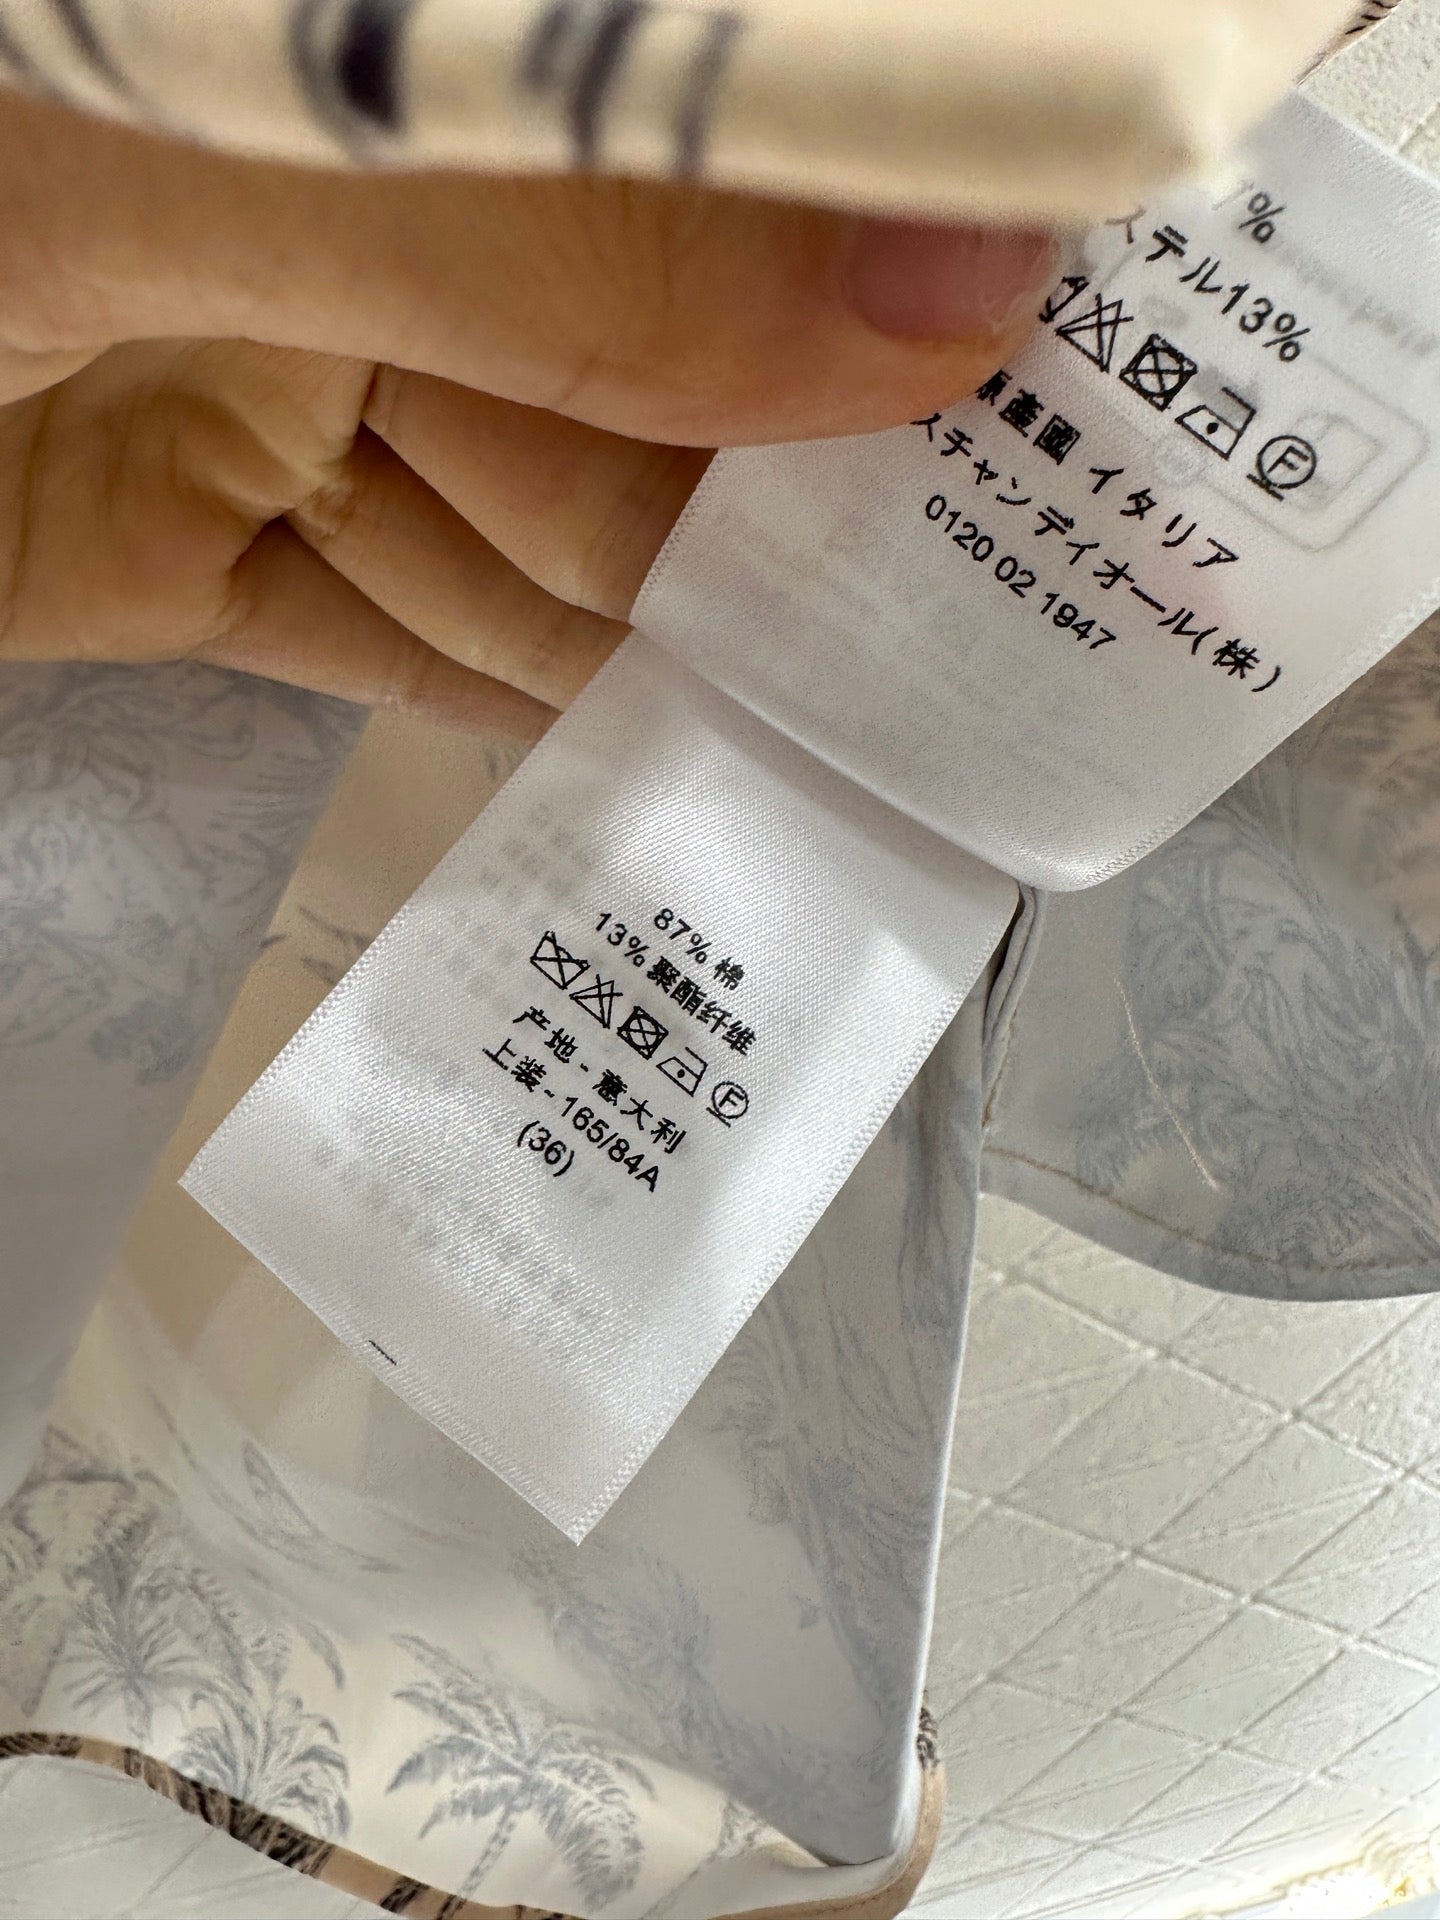 %
ステル13%
原產國 イタリア
スチャンディオール(株)
0120 02 1947
F
87% 棉
13% 聚酯纤维
F
产地-意大利
上装-165/84A
(36)